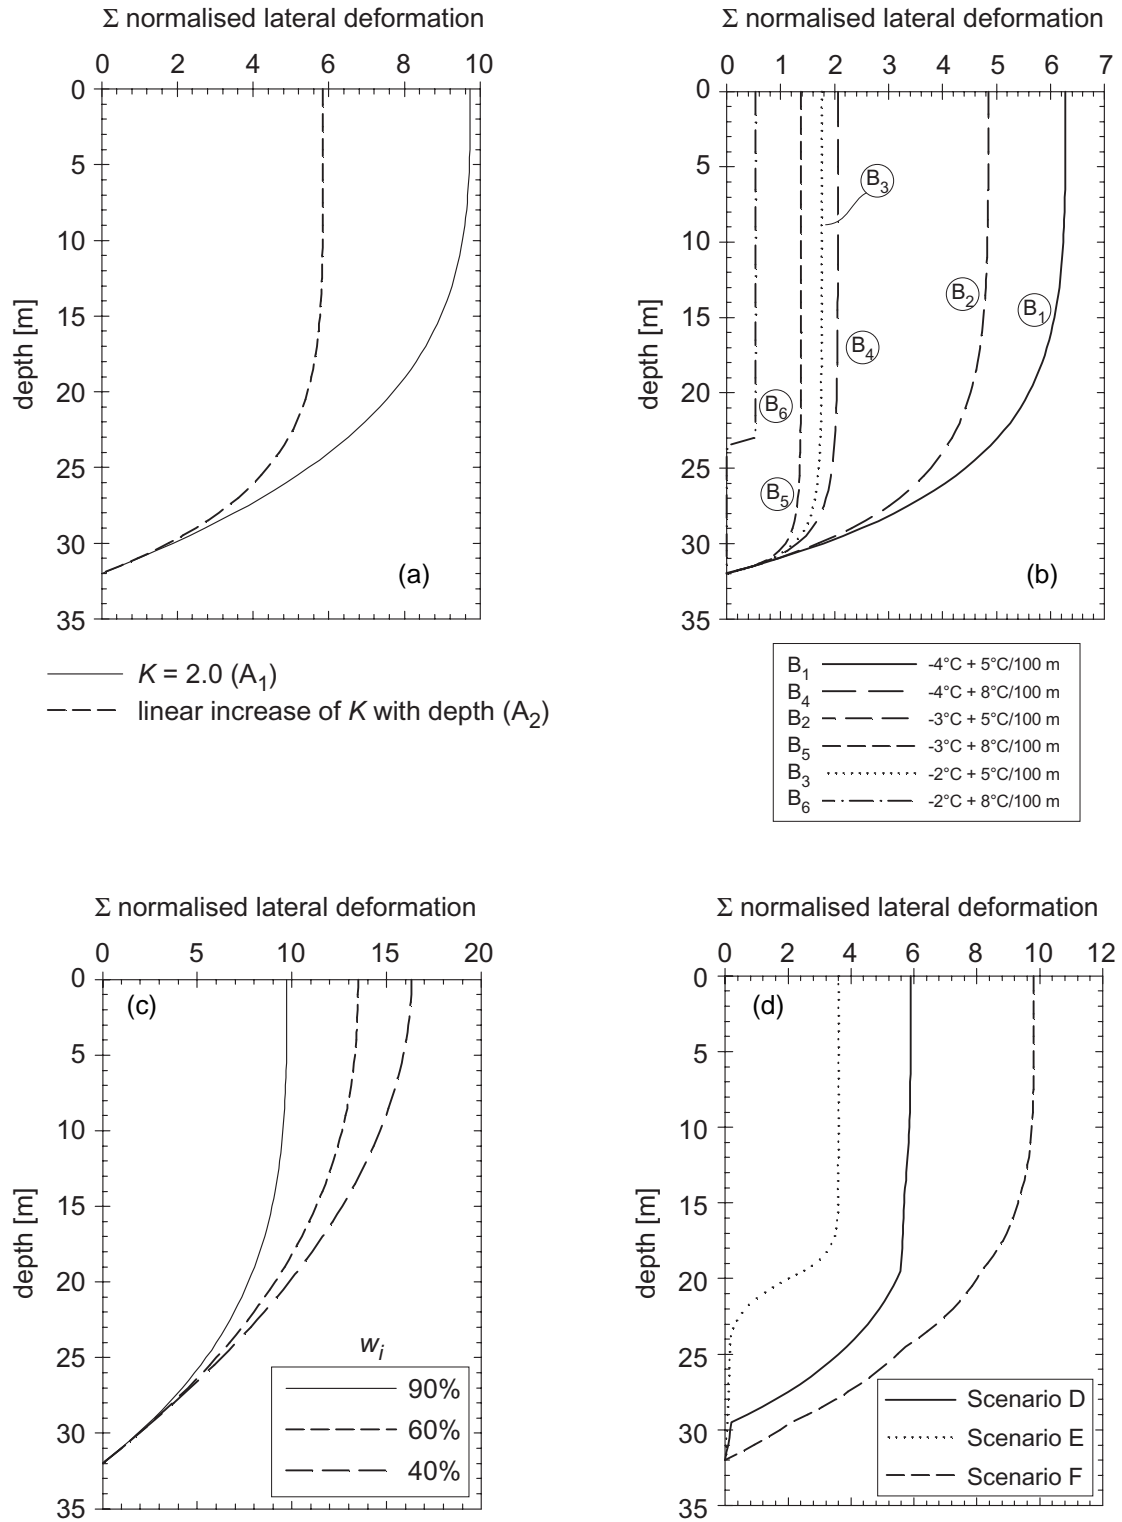 Σ normalised lateral deformation
0 2 4 6 8 10
0
5
10
15
20
25
30
35
depth [m]
(a)
K = 2.0 (A1)
linear increase of K with depth (A2)
Σ normalised lateral deformation
0 1 2 3 4 5 6 7
0
5
10
15
20
25
30
35
depth [m]
B3
B2
B1
B4
B6
B5
(b)
B1 -4°C + 5°C/100 m
B4 -4°C + 8°C/100 m
B2 -3°C + 5°C/100 m
B5 -3°C + 8°C/100 m
B3 -2°C + 5°C/100 m
B6 -2°C + 8°C/100 m
Σ normalised lateral deformation
0 5 10 15 20
0
5
10
15
20
25
30
35
depth [m]
(c)
wi
90%
60%
40%
Σ normalised lateral deformation
0 2 4 6 8 10 12
0
5
10
15
20
25
30
35
depth [m]
(d)
Scenario D
Scenario E
Scenario F